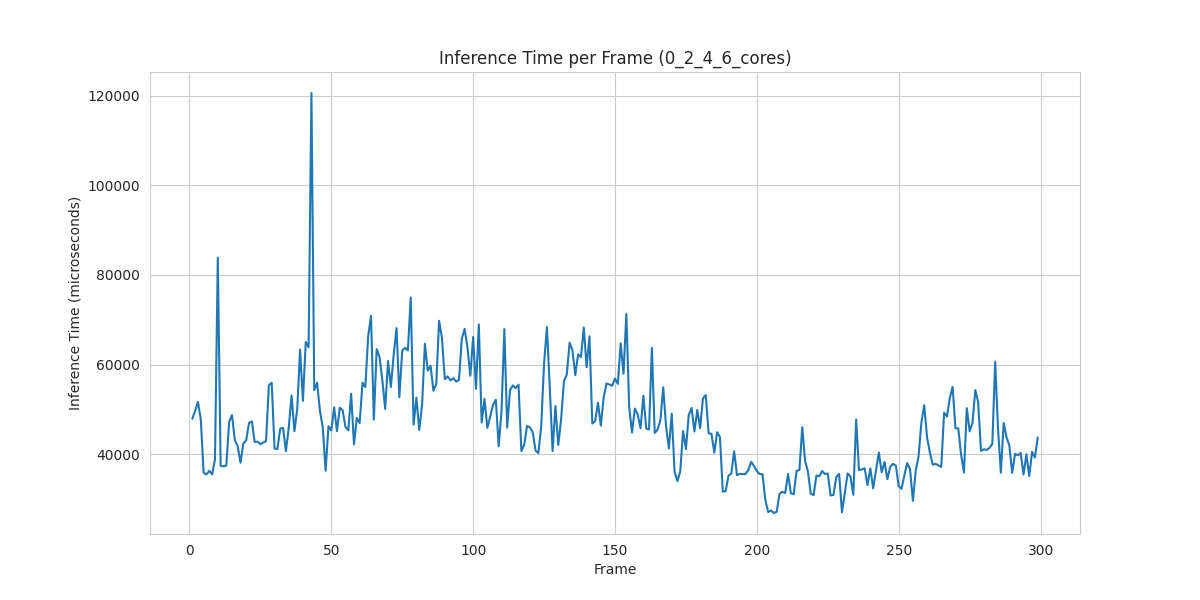 Inference Time per Frame (0_2_4_6_cores)
Inference Time (microseconds)
120000
100000
80000
60000
40000
0 50 100 150 200 250 300
Frame